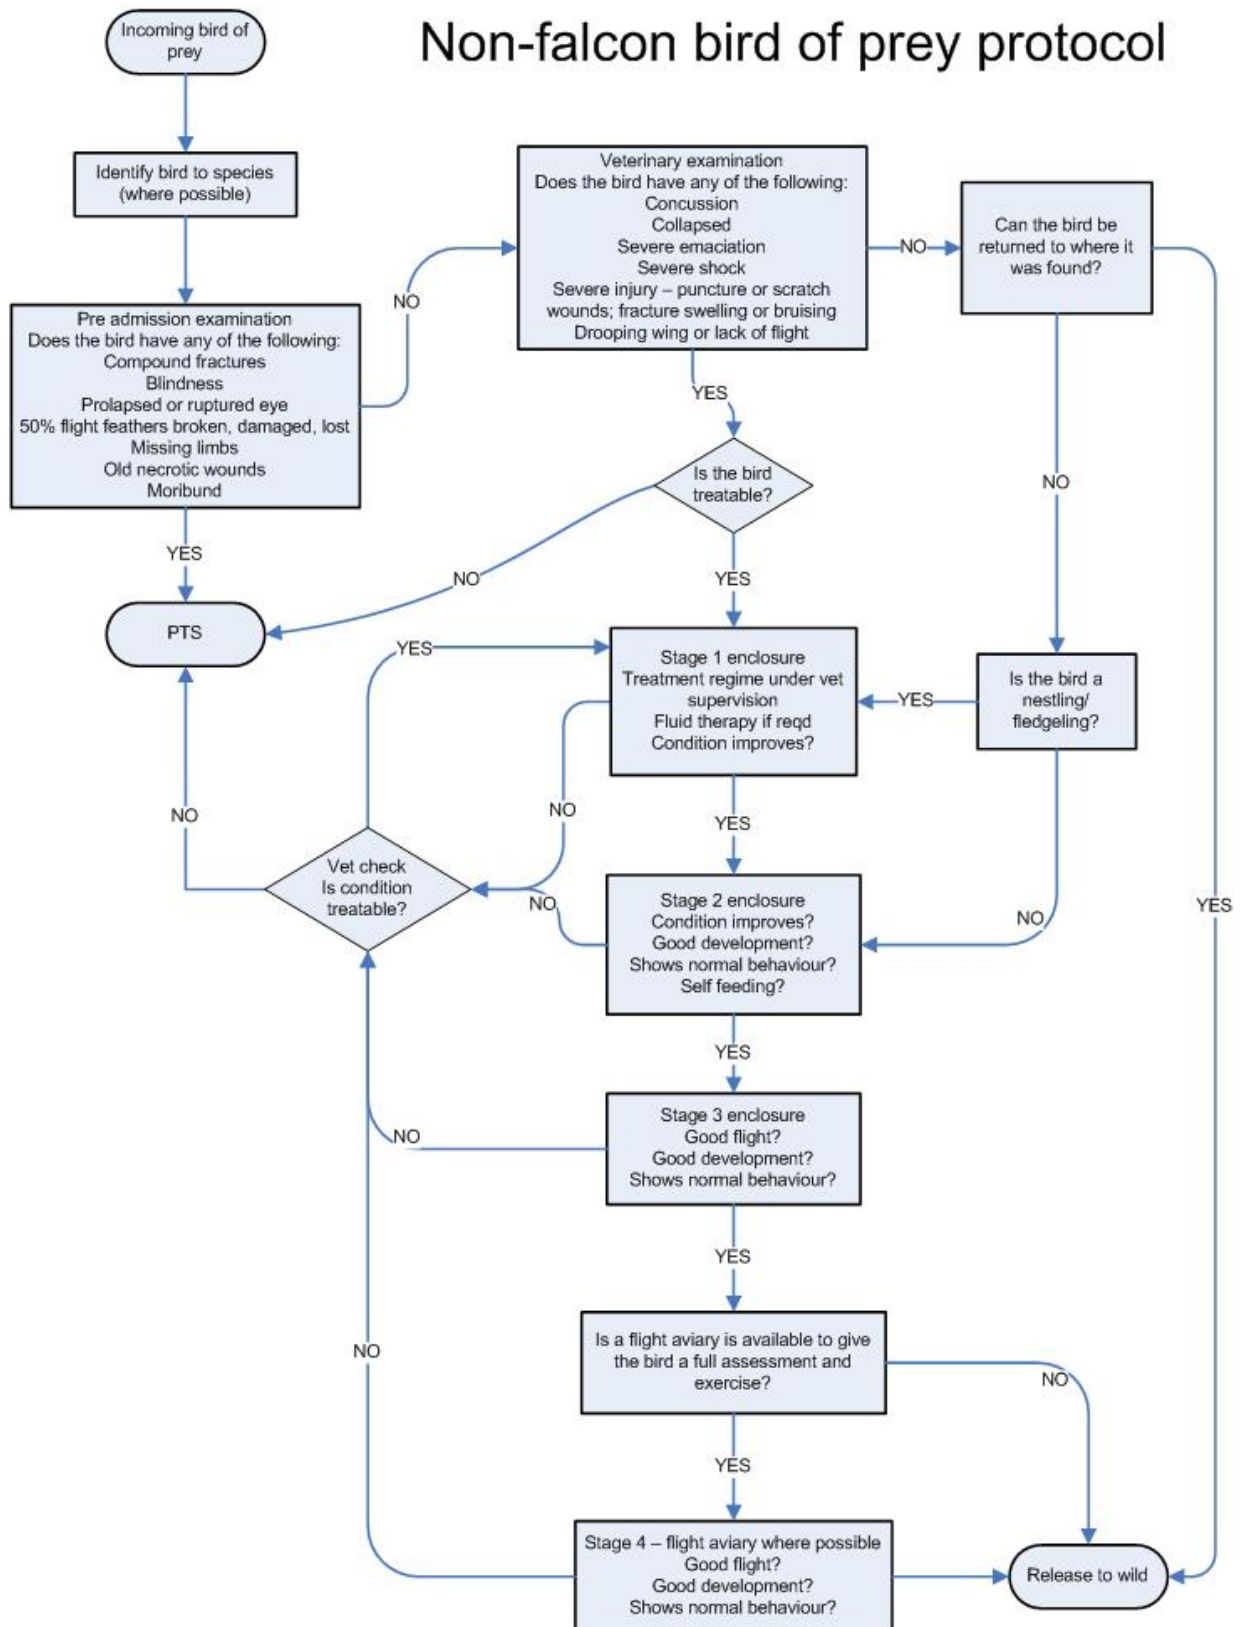 Non-falcon bird of prey protocol
Incoming bird of
prey
Identify bird to species
(where possible)
Pre admission examination
Does the bird have any of the following:
Compound fractures
Blindness
Prolapsed or ruptured eye
50% flight feathers broken, damaged, lost
Missing limbs
Old necrotic wounds
Moribund
NO
YES
PTS
Veterinary examination
Does the bird have any of the following:
Concussion
Collapsed
Severe emaciation
Severe shock
Severe injury – puncture or scratch
wounds; fracture swelling or bruising
Drooping wing or lack of flight
NO
YES
Can the bird be
returned to where it
was found?
NO
YES
Is the bird
treatable?
NO
YES
Is the bird a
nestling/
fledgeling?
YES
NO
Stage 1 enclosure
Treatment regime under vet
supervision
Fluid therapy if reqd
Condition improves?
NO
YES
Vet check
Is condition
treatable?
YES
NO
Stage 2 enclosure
Condition improves?
Good development?
Shows normal behaviour?
Self feeding?
NO
YES
Stage 3 enclosure
Good flight?
Good development?
Shows normal behaviour?
NO
YES
Is a flight aviary is available to give
the bird a full assessment and
exercise?
NO
YES
Stage 4 – flight aviary where possible
Good flight?
Good development?
Shows normal behaviour?
NO
Release to wild